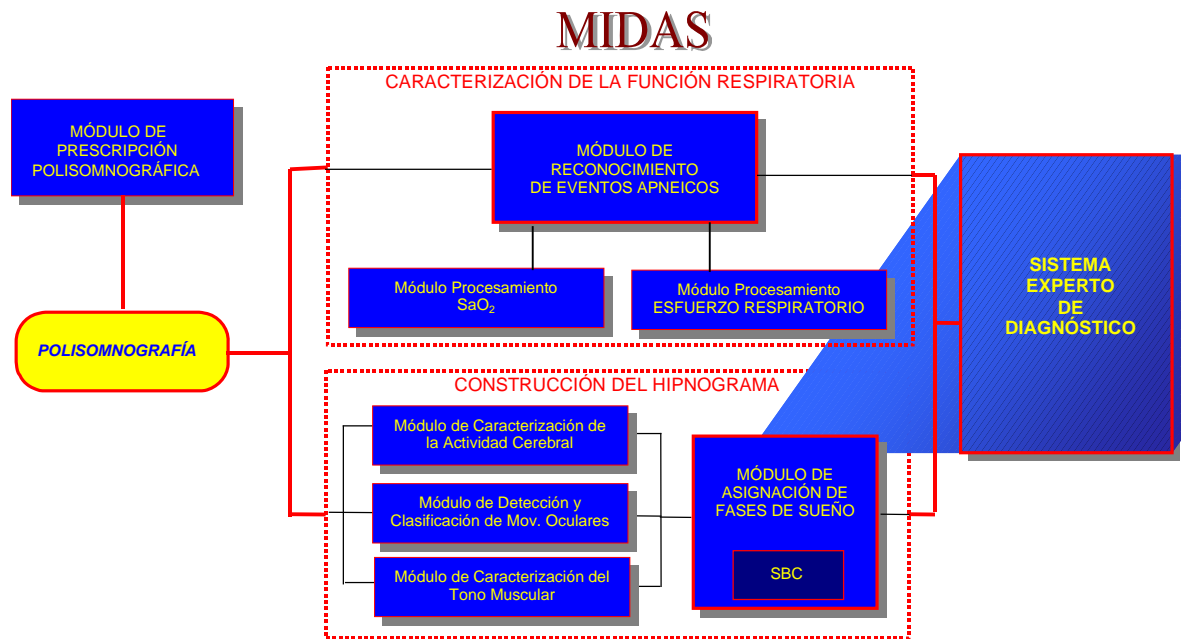 MIDAS
CARACTERIZACIÓN DE LA FUNCIÓN RESPIRATORIA
MÓDULO DE
PRESCRIPCIÓN
POLISOMNOGRÁFICA
MÓDULO DE
RECONOCIMIENTO
DE EVENTOS APNEICOS
Módulo Procesamiento
SaO₂
Módulo Procesamiento
ESFUERZO RESPIRATORIO
POLISOMNOGRAFÍA
CONSTRUCCIÓN DEL HIPNOGRAMA
Módulo de Caracterización de
la Actividad Cerebral
Módulo de Detección y
Clasificación de Mov. Oculares
Módulo de Caracterización del
Tono Muscular
MÓDULO DE
ASIGNACIÓN DE
FASES DE SUEÑO
SBC
SISTEMA
EXPERTO
DE
DIAGNÓSTICO